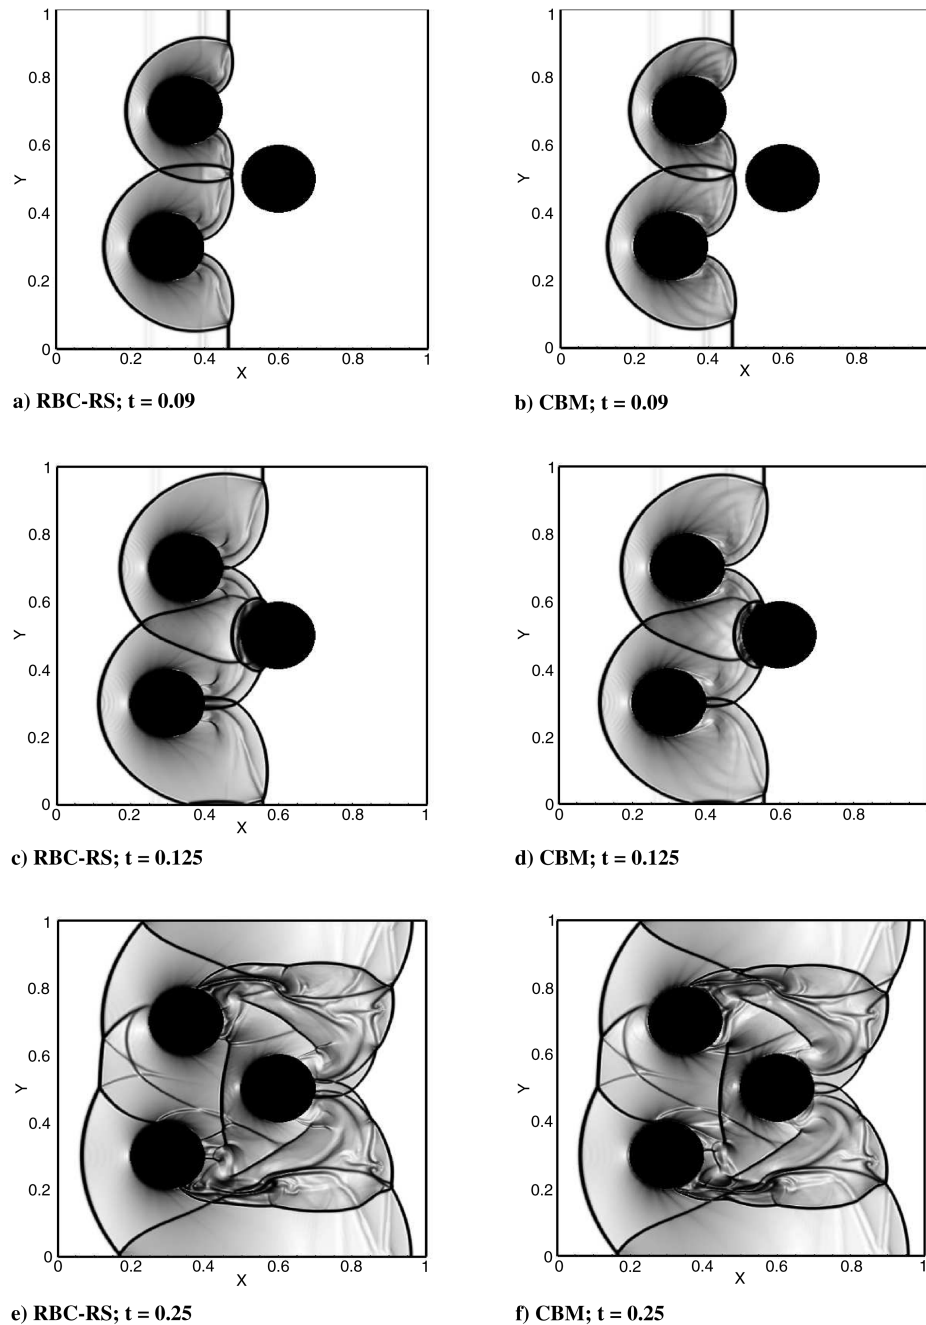 1
0.8
0.6
Y
0.4
0.2
0
0 0.2 0.4 0.6 0.8 1
X
a) RBC-RS; t = 0.09
1
0.8
0.6
Y
0.4
0.2
0
0 0.2 0.4 0.6 0.8
X
b) CBM; t = 0.09
1
0.8
0.6
Y
0.4
0.2
0
0 0.2 0.4 0.6 0.8 1
X
c) RBC-RS; t = 0.125
1
0.8
0.6
Y
0.4
0.2
0
0 0.2 0.4 0.6 0.8
X
d) CBM; t = 0.125
1
0.8
0.6
Y
0.4
0.2
0
0 0.2 0.4 0.6 0.8 1
X
e) RBC-RS; t = 0.25
1
0.8
0.6
Y
0.4
0.2
0
0 0.2 0.4 0.6 0.8 1
X
f) CBM; t = 0.25